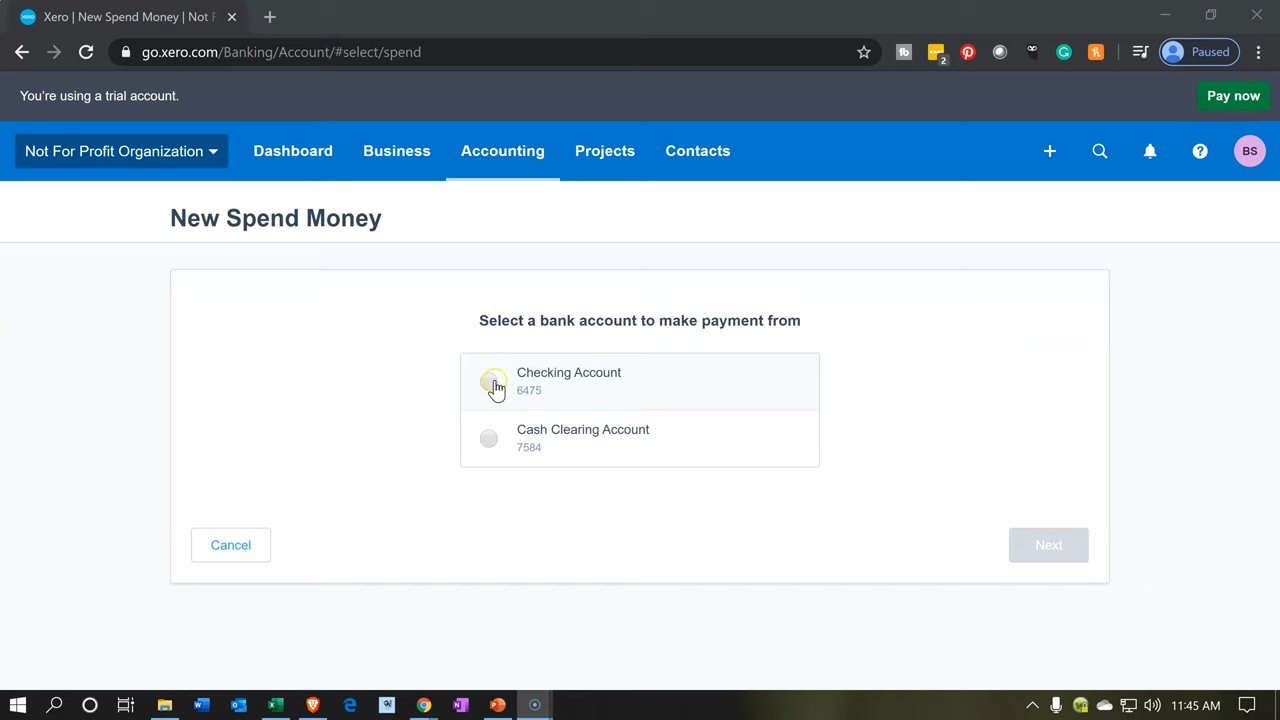 Xero | New Spend Money | Not F
go.xero.com/Banking/Account/#select/spend
2
Paused
You're using a trial account.
Pay now
Not For Profit Organization
Dashboard
Business
Accounting
Projects
Contacts
BS
New Spend Money
Select a bank account to make payment from
Checking Account
6475
Cash Clearing Account
7584
Cancel
Next
11:45 AM